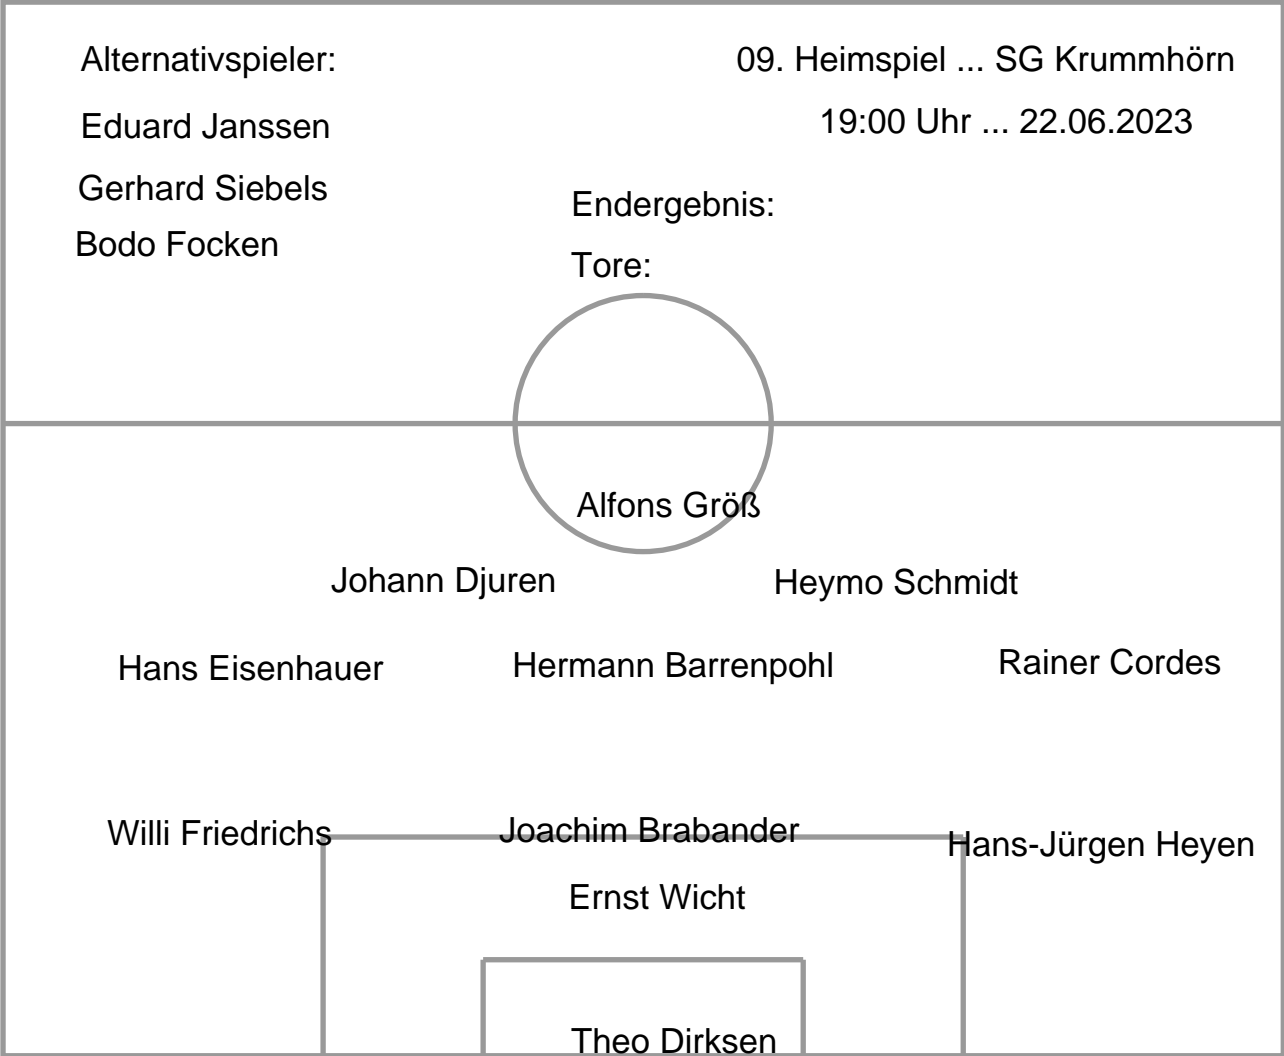 Alternativspieler:
Eduard Janssen
Gerhard Siebels
Bodo Focken
09. Heimspiel ... SG Krummhörn
19:00 Uhr ... 22.06.2023
Endergebnis:
Tore:
Alfons Größ
Johann Djuren
Heymo Schmidt
Hans Eisenhauer
Hermann Barrenpohl
Rainer Cordes
Willi Friedrichs
Joachim Brabander
Hans-Jürgen Heyen
Ernst Wicht
Theo Dirksen